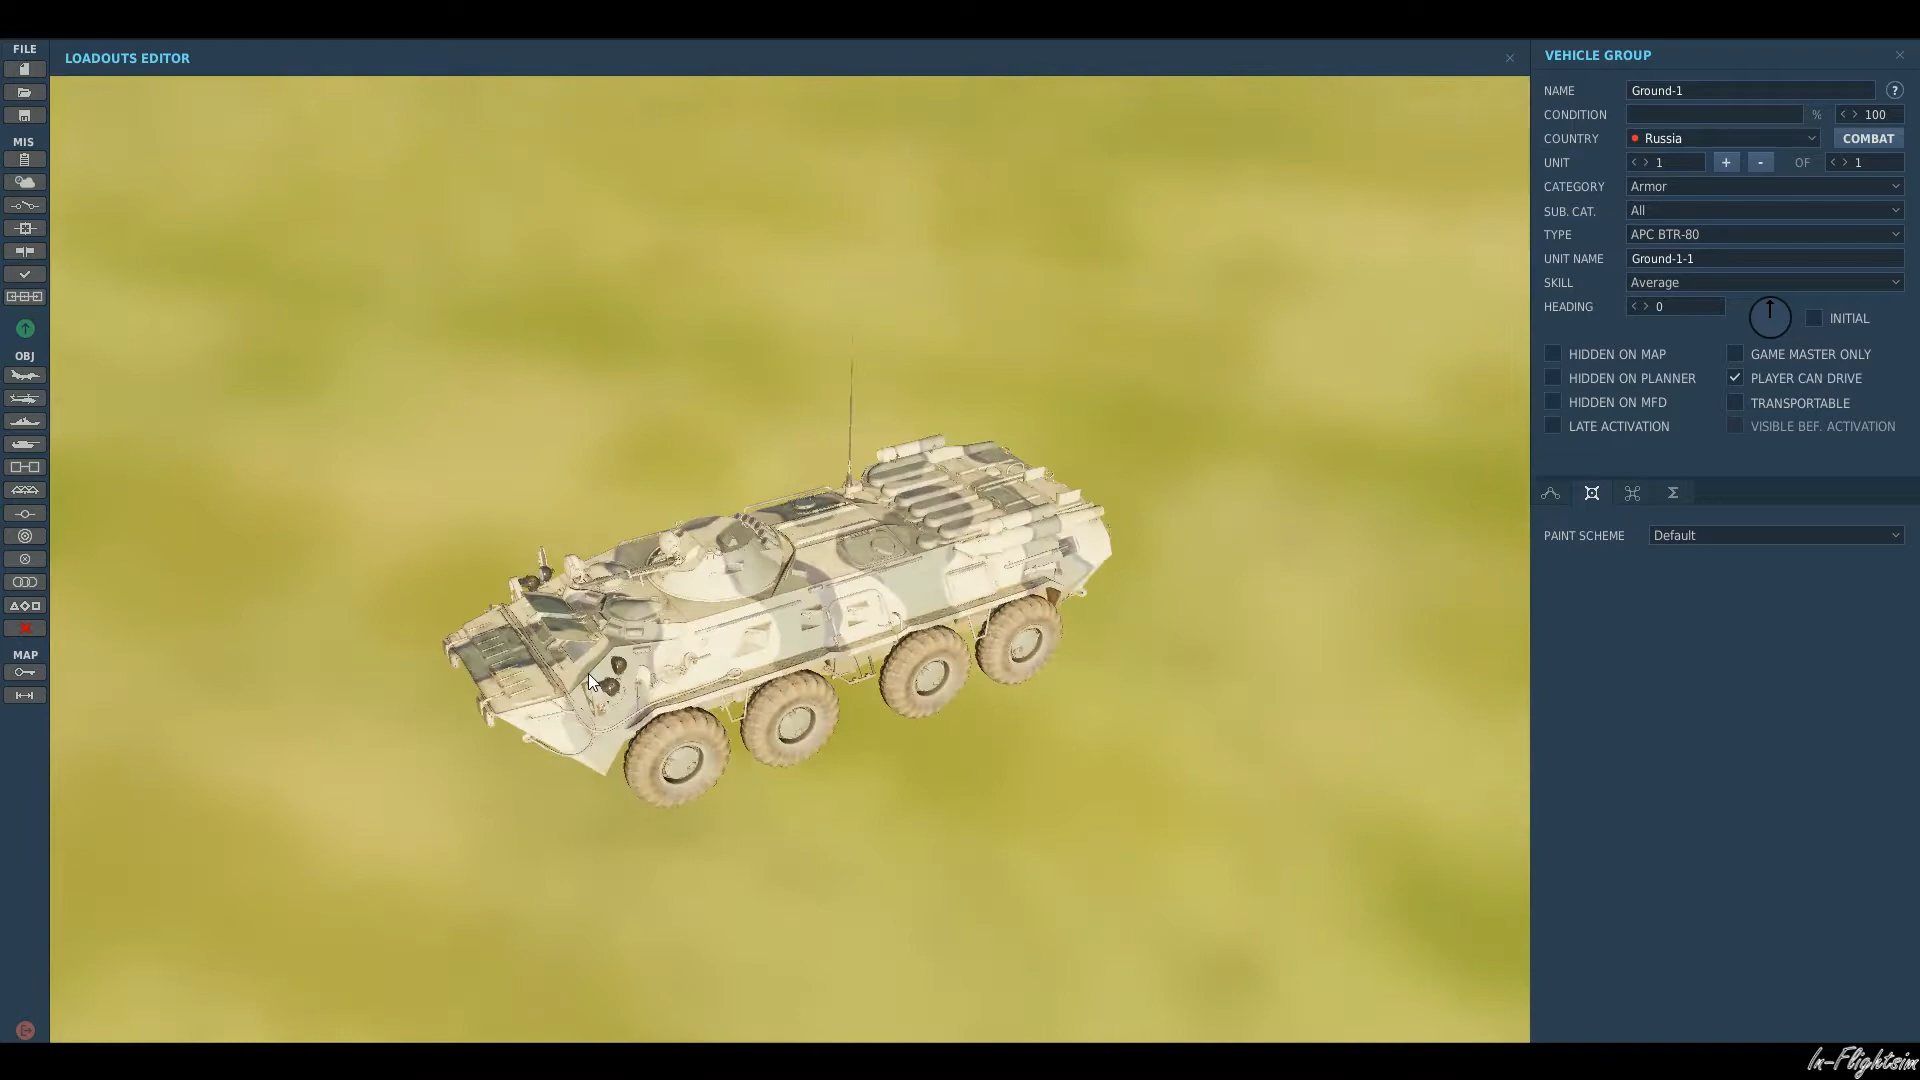 FILE
MIS
OBJ
MAP
LOADOUTS EDITOR
VEHICLE GROUP
NAME Ground-1 ?
CONDITION % < > 100
COUNTRY Russia COMBAT
UNIT < > 1 + - OF < > 1
CATEGORY Armor
SUB. CAT. All
TYPE APC BTR-80
UNIT NAME Ground-1-1
SKILL Average
HEADING < > 0 INITIAL
HIDDEN ON MAP GAME MASTER ONLY
HIDDEN ON PLANNER PLAYER CAN DRIVE
HIDDEN ON MFD TRANSPORTABLE
LATE ACTIVATION VISIBLE BEF. ACTIVATION
PAINT SCHEME Default
In-Flightsim